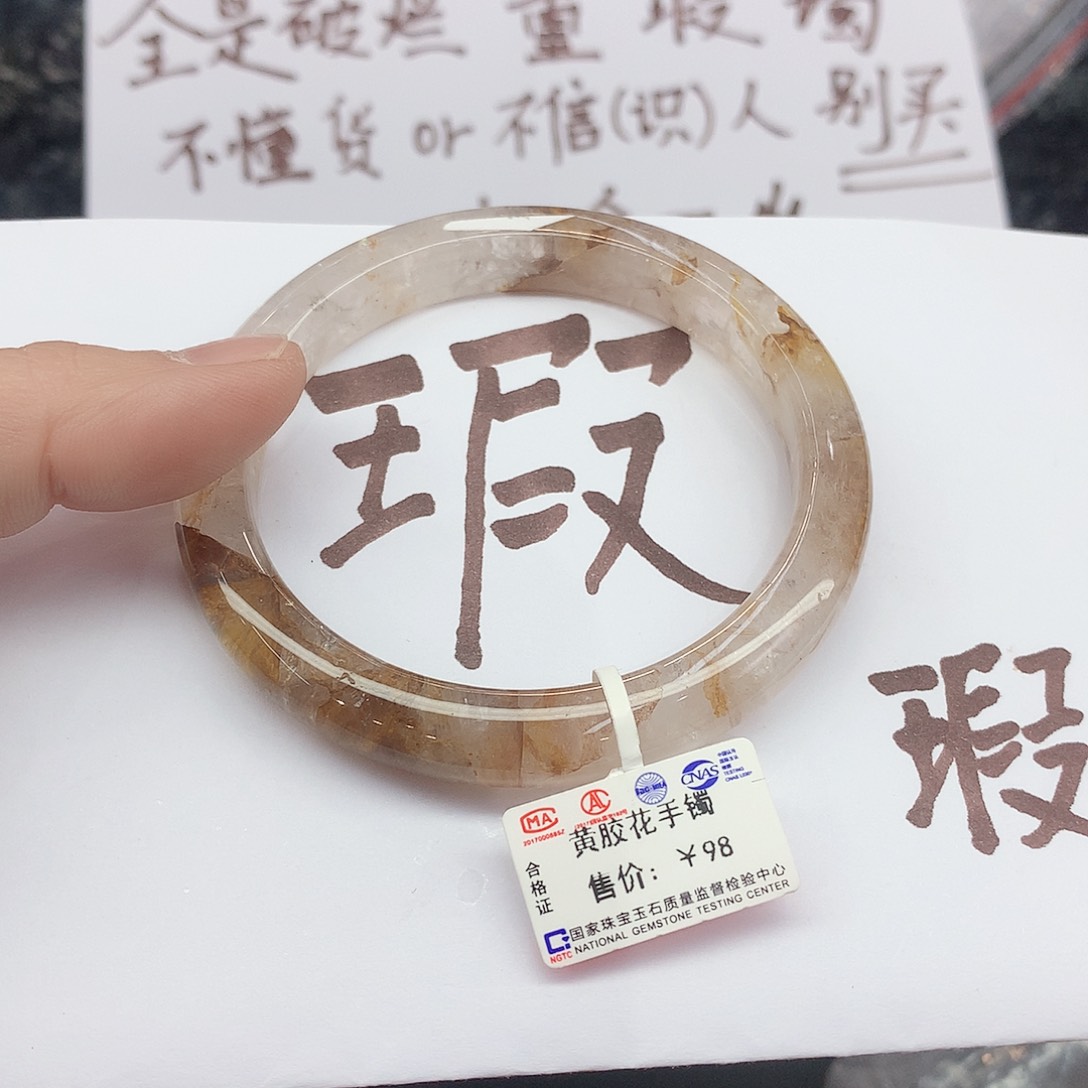 全是破烂 重瑕镯
不懂货 or 不信(识)人 别买
瑕
瑕
MA
AL
CNAS
黄胶花手镯
售价：￥98
合格证
国家珠宝玉石质量监督检验中心
NATIONAL GEMSTONE TESTING CENTER
NGTC